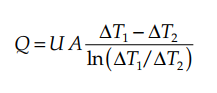 Q = U A (ΔT₁ − ΔT₂) / ln(ΔT₁/ΔT₂)